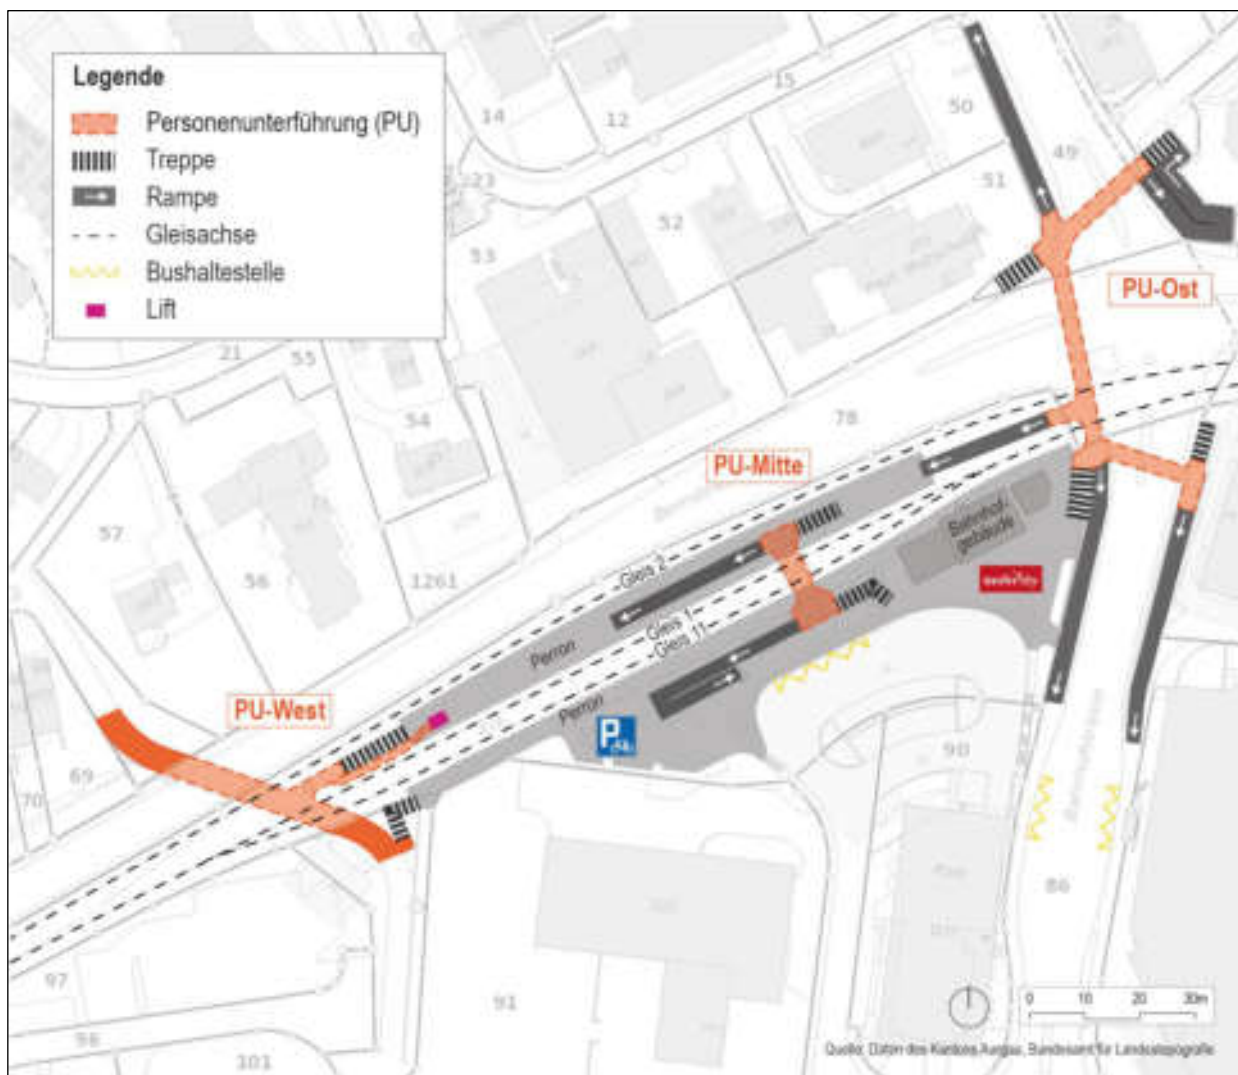 Legende
Personenunterführung (PU)
Treppe
Rampe
Gleisachse
Bushaltestelle
Lift
15
14
12
50
49
23
51
52
53
PU-Ost
21
55
54
78
PU-Mitte
57
56
1261
Gleis 2
Bahnhof-
gebäude
Gleis 1
Gleis 11
Perron
Perron
PU-West
P
69
70
90
86
97
91
96
101
0 10 20 30m
Quelle: Daten des Kantons Aargau, Bundesamt für Landestopografie